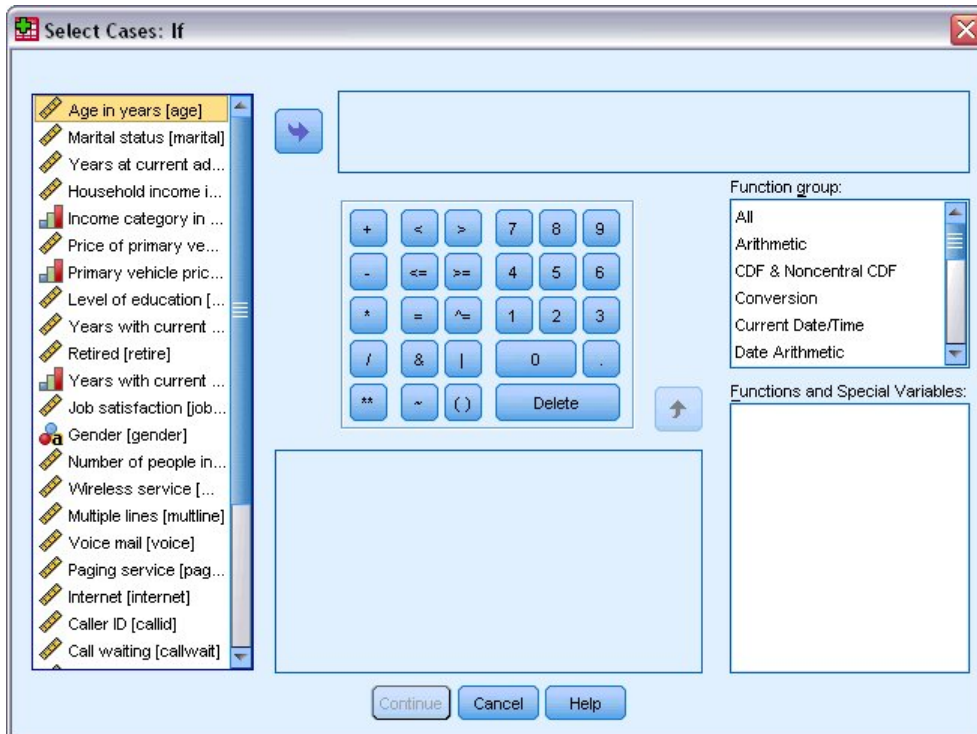 Select Cases: If
Age in years [age]
Marital status [marital]
Years at current ad...
Household income i...
Income category in ...
Price of primary ve...
Primary vehicle pric...
Level of education [...
Years with current ...
Retired [retire]
Years with current ...
Job satisfaction [job...
Gender [gender]
Number of people in...
Wireless service [...
Multiple lines [multline]
Voice mail [voice]
Paging service [pag...
Internet [internet]
Caller ID [callid]
Call waiting [callwait]
+ < > 7 8 9
- <= >= 4 5 6
* = ^= 1 2 3
/ & | 0 .
** ~ ( ) Delete
Function group:
All
Arithmetic
CDF & Noncentral CDF
Conversion
Current Date/Time
Date Arithmetic
Functions and Special Variables:
Continue Cancel Help